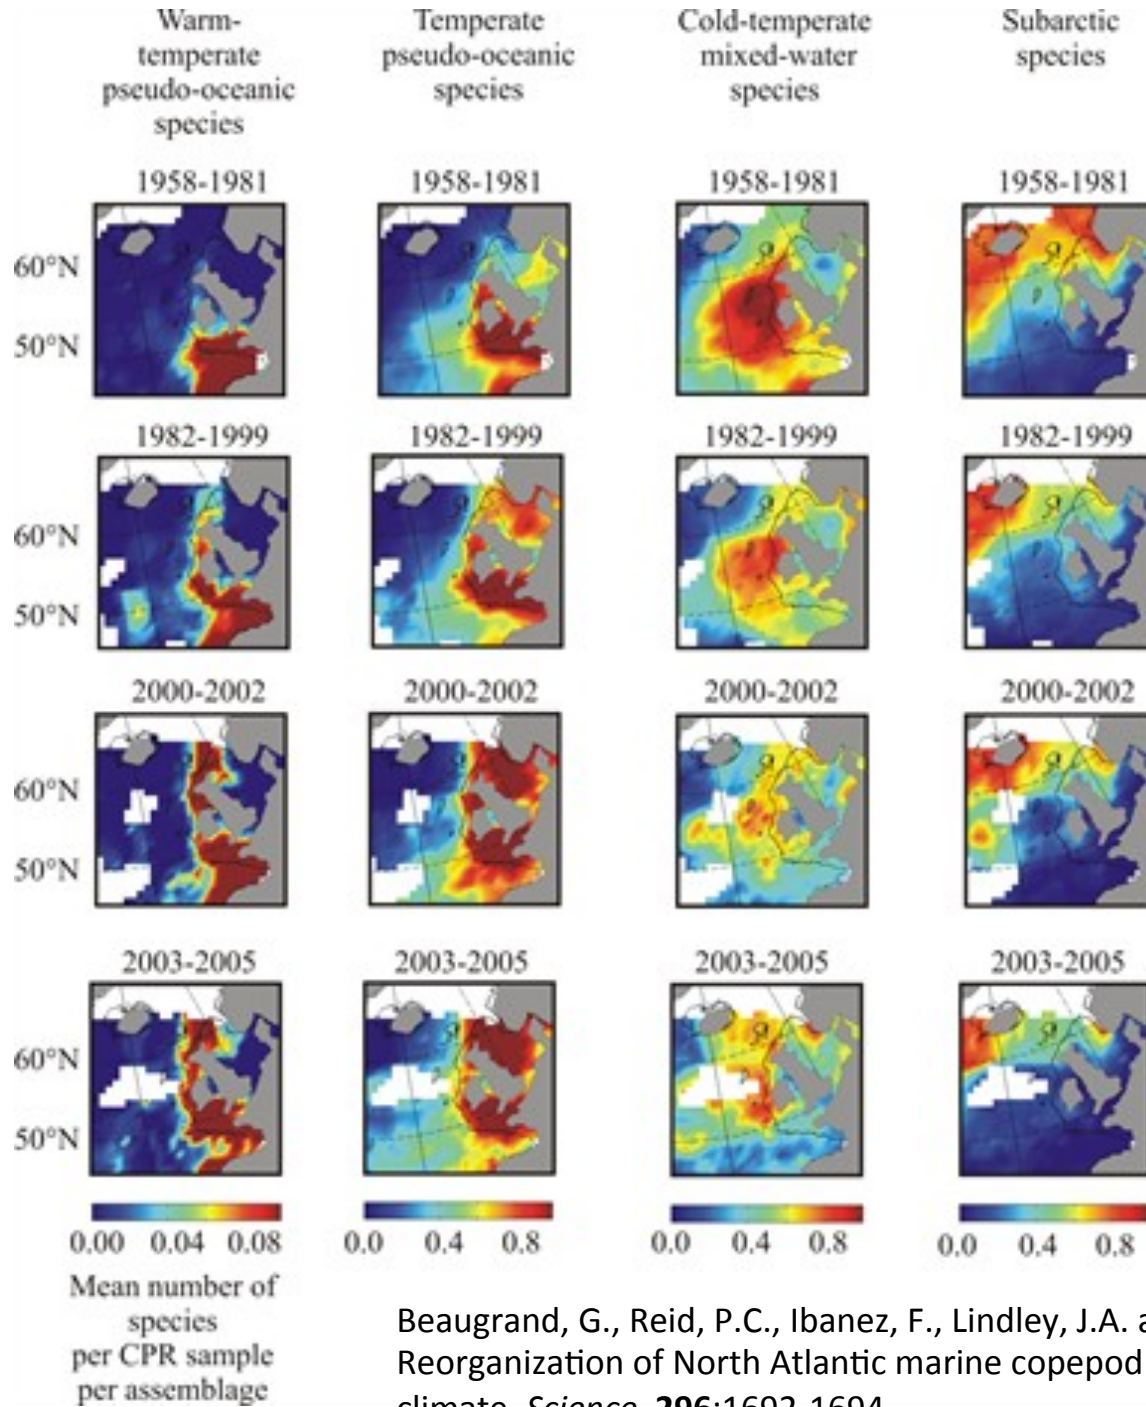 Warm-
temperate
pseudo-oceanic
species
Temperate
pseudo-oceanic
species
Cold-temperate
mixed-water
species
Subarctic
species
1958-1981 1958-1981 1958-1981 1958-1981
60°N
50°N
1982-1999 1982-1999 1982-1999 1982-1999
60°N
50°N
2000-2002 2000-2002 2000-2002 2000-2002
60°N
50°N
2003-2005 2003-2005 2003-2005 2003-2005
60°N
50°N
0.00 0.04 0.08 0.0 0.4 0.8 0.0 0.4 0.8 0.0 0.4 0.8
Mean number of
species
per CPR sample
per assemblage
Beaugrand, G., Reid, P.C., Ibanez, F., Lindley, J.A. a
Reorganization of North Atlantic marine copepod
climate. Science, 296:1692-1694